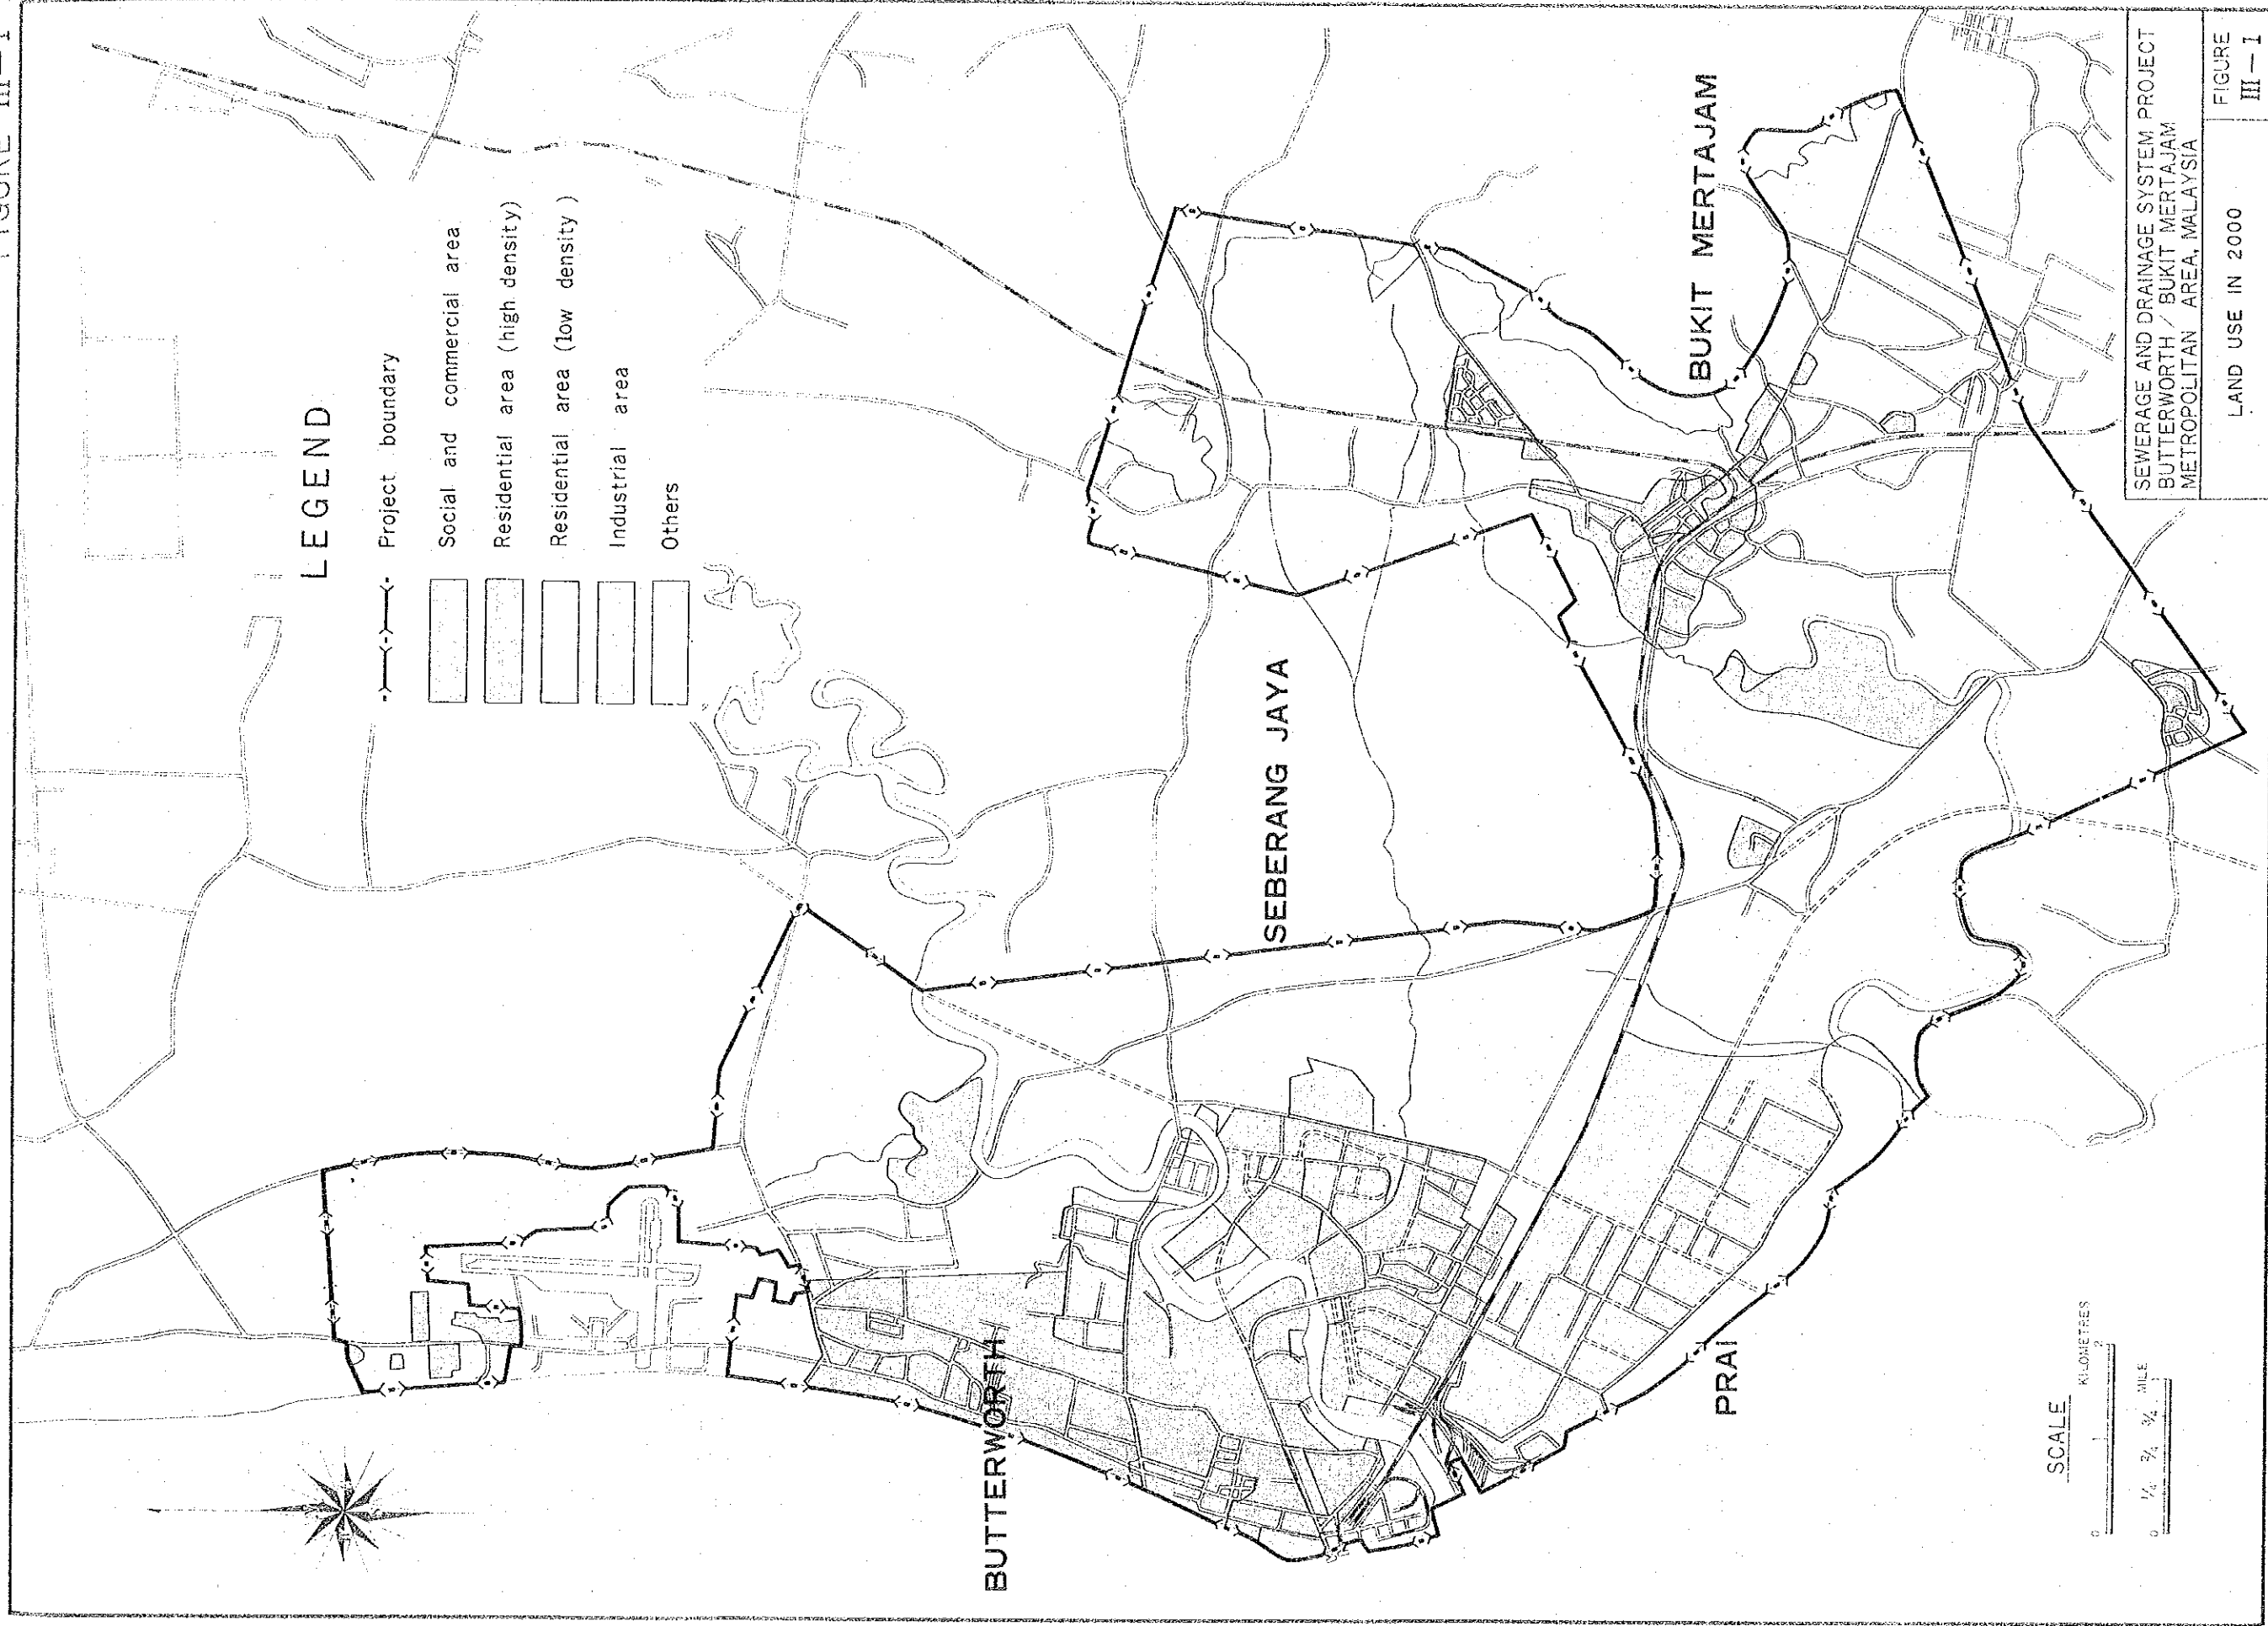 FIGURE III-1
LEGEND
Project boundary
Social and commercial area
Residential area (high density)
Residential area (low density)
Industrial area
Others
BUTTERWORTH
SEBERANG JAYA
BUKIT MERTAJAM
PRAI
SCALE
KILOMETRES
0 1 2
MILE
0 1/4 2/4 3/4 1
SEWERAGE AND DRAINAGE SYSTEM PROJECT
BUTTERWORTH / BUKIT MERTAJAM
METROPOLITAN AREA, MALAYSIA
LAND USE IN 2000
FIGURE
III-1